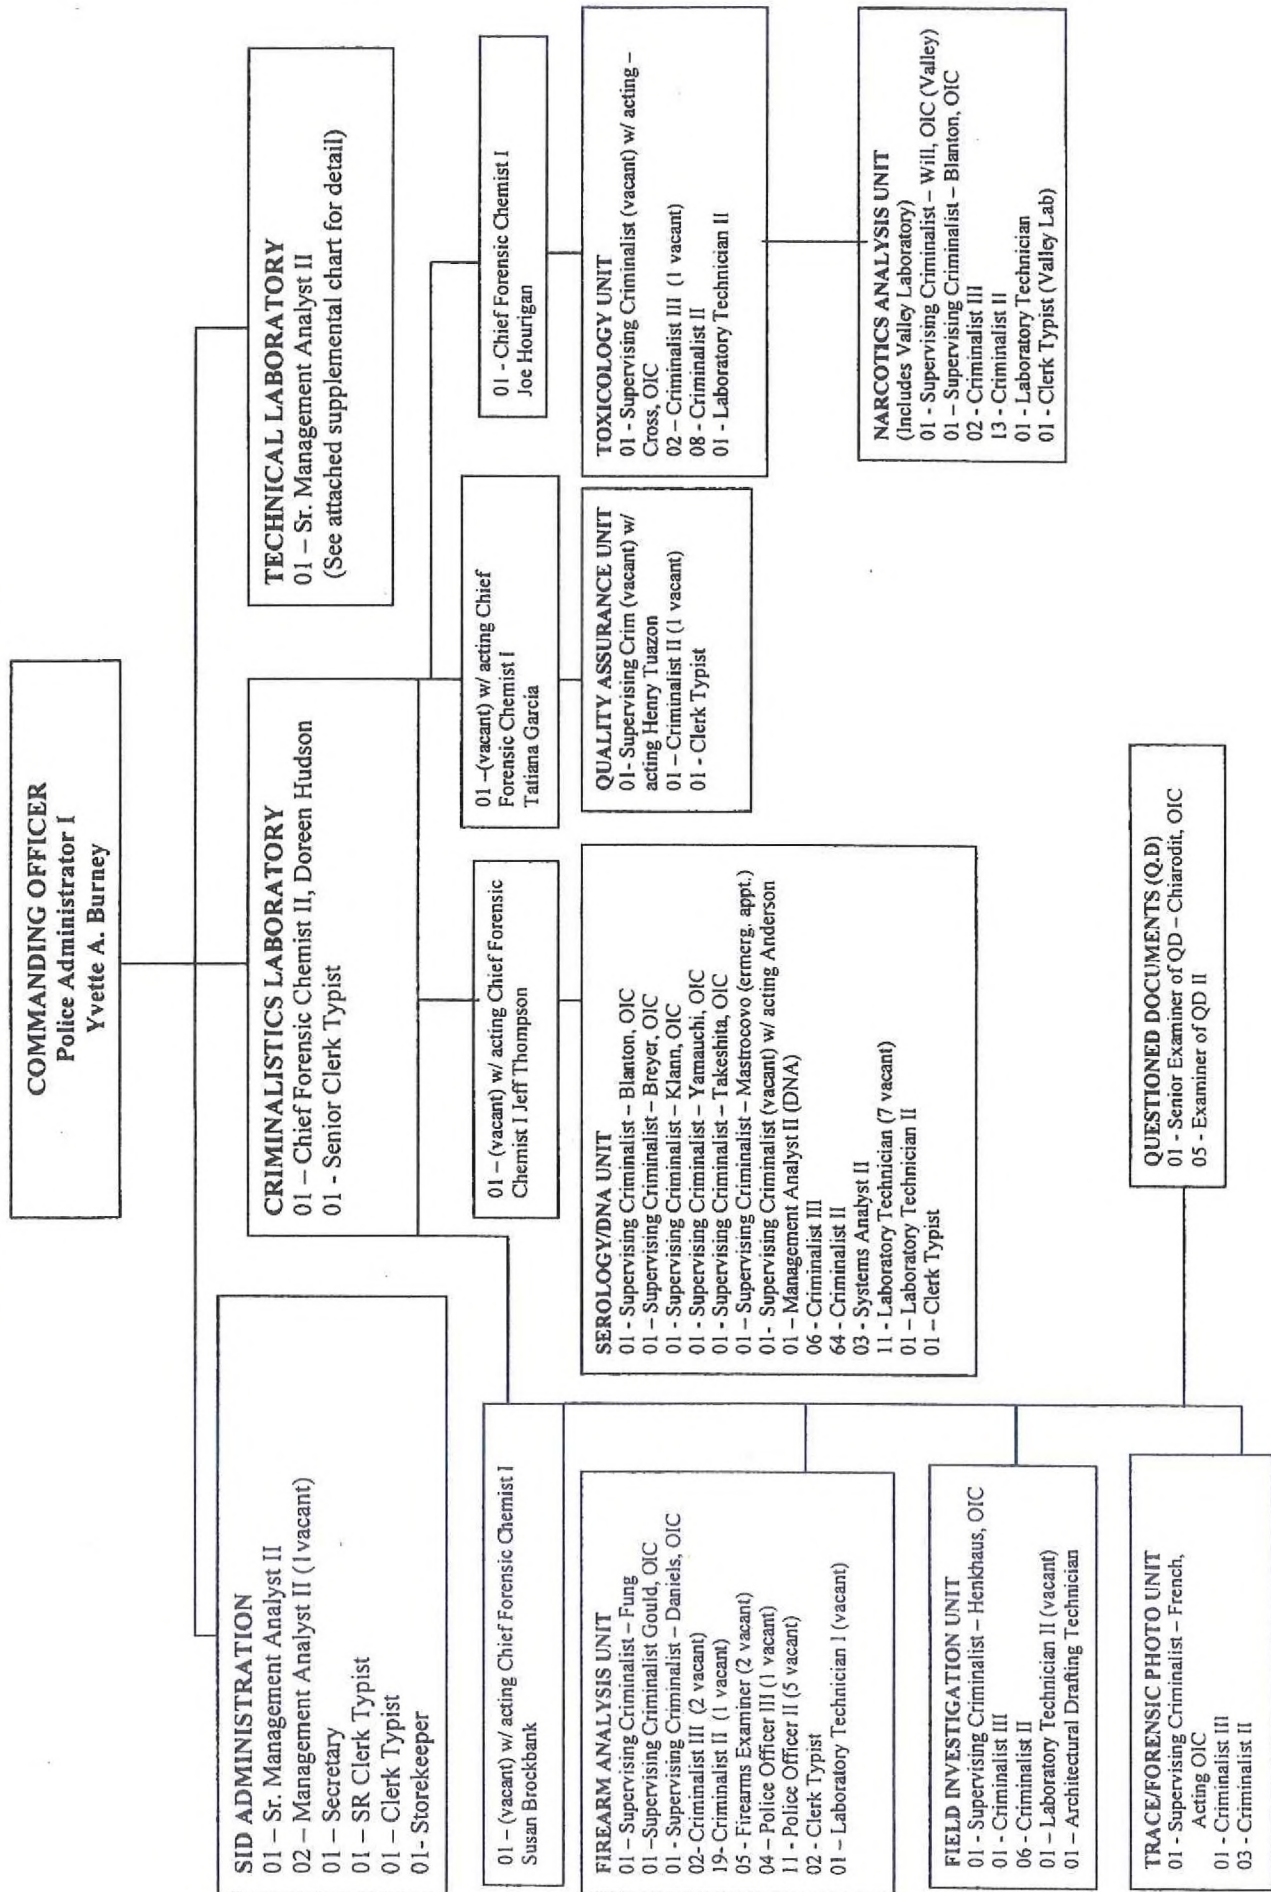 COMMANDING OFFICER
Police Administrator I
Yvette A. Burney
SID ADMINISTRATION
01 – Sr. Management Analyst II
02 – Management Analyst II (1vacant)
01 – Secretary
01 – SR Clerk Typist
01 – Clerk Typist
01- Storekeeper
CRIMINALISTICS LABORATORY
01 – Chief Forensic Chemist II, Doreen Hudson
01 - Senior Clerk Typist
TECHNICAL LABORATORY
01 – Sr. Management Analyst II
(See attached supplemental chart for detail)
01 – (vacant) w/ acting Chief Forensic Chemist I
Susan Brockbank
01 – (vacant) w/ acting Chief Forensic
Chemist I Jeff Thompson
01 –(vacant) w/ acting Chief
Forensic Chemist I
Tatiana Garcia
01 - Chief Forensic Chemist I
Joe Hourigan
FIREARM ANALYSIS UNIT
01 – Supervising Criminalist – Fung
01 –Supervising Criminalist Gould, OIC
01 - Supervising Criminalist – Daniels, OIC
02- Criminalist III (2 vacant)
19- Criminalist II (1 vacant)
05 - Firearms Examiner (2 vacant)
04 – Police Officer III (1 vacant)
11 - Police Officer II (5 vacant)
02 - Clerk Typist
01 – Laboratory Technician I (vacant)
SEROLOGY/DNA UNIT
01 - Supervising Criminalist – Blanton, OIC
01 – Supervising Criminalist – Breyer, OIC
01 - Supervising Criminalist – Klann, OIC
01 - Supervising Criminalist – Yamauchi, OIC
01 - Supervising Criminalist – Takeshita, OIC
01 – Supervising Criminalist – Mastrocovo (ermerg. appt.)
01- Supervising Criminalist (vacant) w/ acting Anderson
01 – Management Analyst II (DNA)
06 - Criminalist III
64 - Criminalist II
03 - Systems Analyst II
11 - Laboratory Technician (7 vacant)
01 – Laboratory Technician II
01 – Clerk Typist
QUALITY ASSURANCE UNIT
01- Supervising Crim (vacant) w/
acting Henry Tuazon
01 – Criminalist II (1 vacant)
01 - Clerk Typist
TOXICOLOGY UNIT
01 - Supervising Criminalist (vacant) w/ acting –
Cross, OIC
02 – Criminalist III (1 vacant)
08 - Criminalist II
01 - Laboratory Technician II
FIELD INVESTIGATION UNIT
01 - Supervising Criminalist – Henkhaus, OIC
01 - Criminalist III
06 - Criminalist II
01 – Laboratory Technician II (vacant)
01 – Architectural Drafting Technician
NARCOTICS ANALYSIS UNIT
(Includes Valley Laboratory)
01 - Supervising Criminalist – Will, OIC (Valley)
01 – Supervising Criminalist – Blanton, OIC
02 - Criminalist III
13 - Criminalist II
01 - Laboratory Technician
01 - Clerk Typist (Valley Lab)
TRACE/FORENSIC PHOTO UNIT
01 - Supervising Criminalist – French,
Acting OIC
01 - Criminalist III
03 - Criminalist II
QUESTIONED DOCUMENTS (Q.D)
01 - Senior Examiner of QD – Chiarodit, OIC
05 - Examiner of QD II